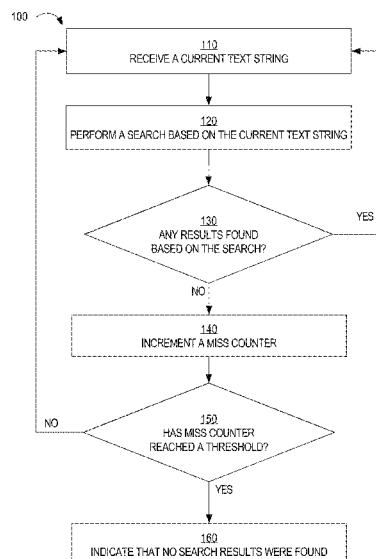 100
110
RECEIVE A CURRENT TEXT STRING
120
PERFORM A SEARCH BASED ON THE CURRENT TEXT STRING
130
ANY RESULTS FOUND
BASED ON THE SEARCH?
YES
NO
140
INCREMENT A MISS COUNTER
150
HAS MISS COUNTER
REACHED A THRESHOLD?
NO
YES
160
INDICATE THAT NO SEARCH RESULTS WERE FOUND